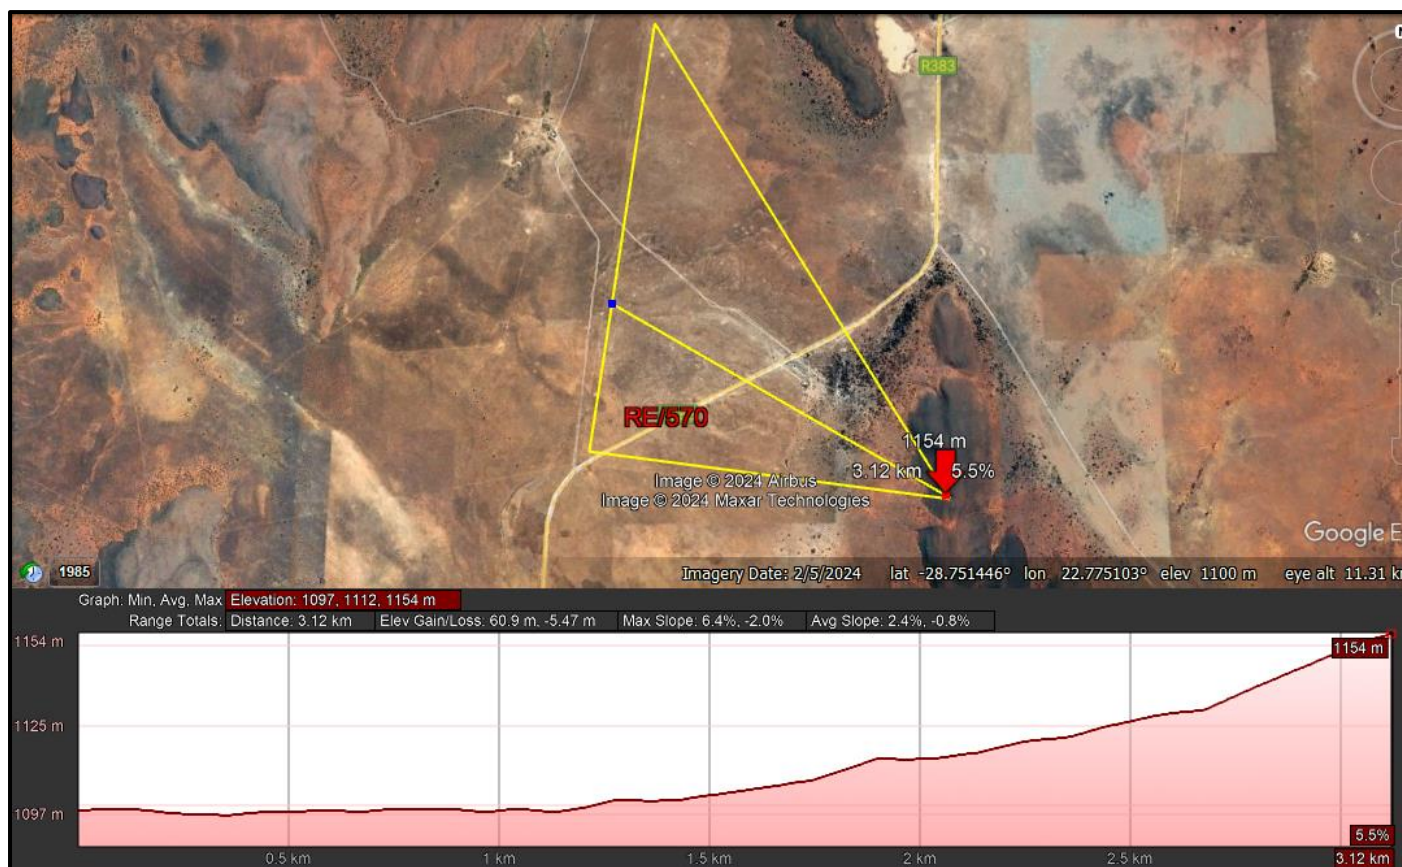 R383
RE/570
1154 m
3.12 km 5.5%
Image © 2024 Airbus
Image © 2024 Maxar Technologies
Google E
1985
Imagery Date: 2/5/2024 lat -28.751446° lon 22.775103° elev 1100 m eye alt 11.31 k
Graph: Min, Avg, Max Elevation: 1097, 1112, 1154 m
Range Totals: Distance: 3.12 km Elev Gain/Loss: 60.9 m, -5.47 m Max Slope: 6.4%, -2.0% Avg Slope: 2.4%, -0.8%
1154 m
1154 m
1125 m
1097 m
5.5%
0.5 km 1 km 1.5 km 2 km 2.5 km 3.12 km